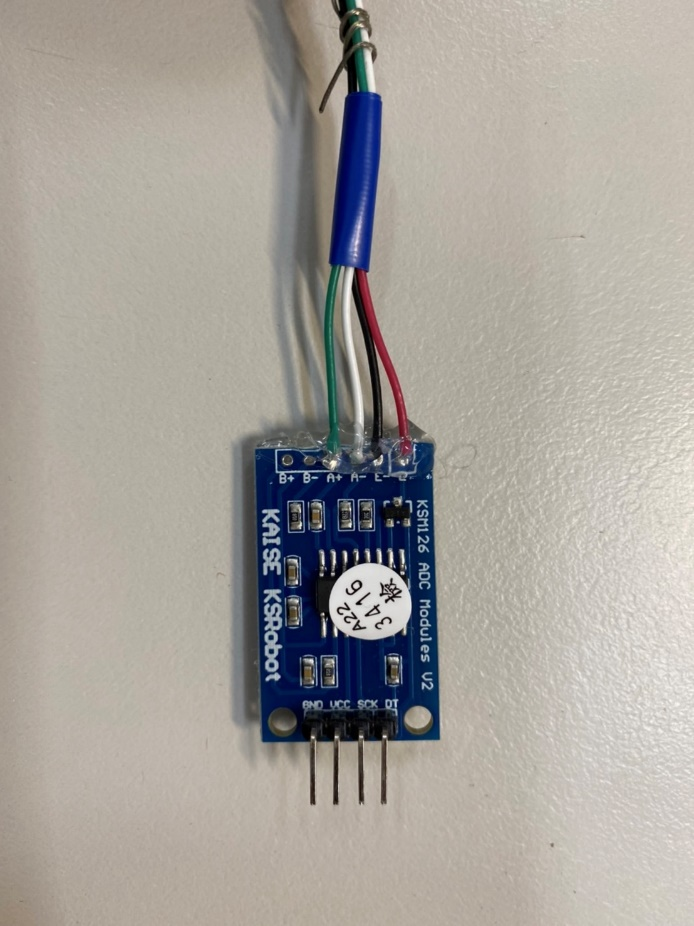 B+ B- A+ A- E-
KAISE KSRobot
KSM126 ADC Modules V2
A22
3416
GND VCC SCK DT